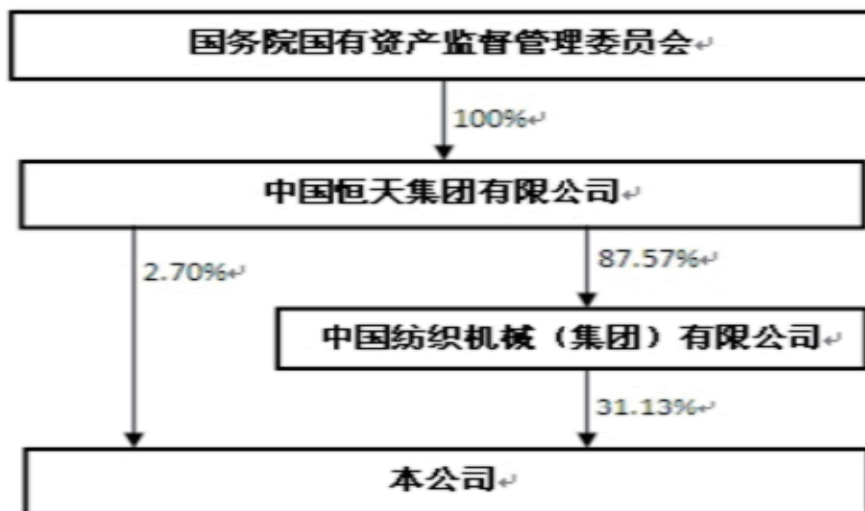 国务院国有资产监督管理委员会
100%
中国恒天集团有限公司
2.70%
87.57%
中国纺织机械（集团）有限公司
31.13%
本公司